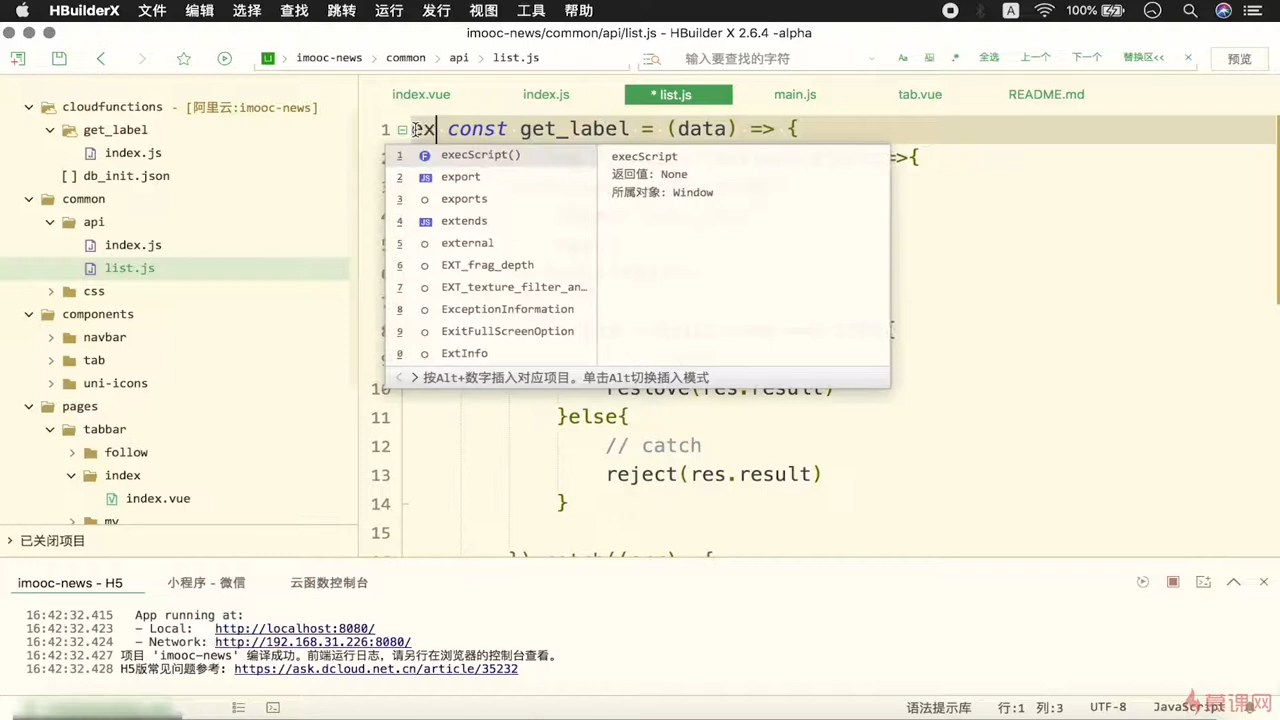 HBuilderX 文件 编辑 选择 查找 跳转 运行 发行 视图 工具 帮助 A 100%
imooc-news/common/api/list.js - HBuilder X 2.6.4 -alpha
imooc-news common api list.js 输入要查找的字符 Aa 全选 上一个 下一个 替换区<< 预览
cloudfunctions - [阿里云:imooc-news]
get_label
index.js
[ ] db_init.json
common
api
index.js
list.js
css
components
navbar
tab
uni-icons
pages
tabbar
follow
index
index.vue
my
已关闭项目
index.vue index.js * list.js main.js tab.vue README.md
1 ex const get_label = (data) => {
=>{
1 execScript()
2 export
3 exports
4 extends
5 external
6 EXT_frag_depth
7 EXT_texture_filter_an…
8 ExceptionInformation
9 ExitFullScreenOption
0 ExtInfo
execScript
返回值: None
所属对象: Window
< > 按Alt+数字插入对应项目。单击Alt切换插入模式
10 reslove(res.result)
11 }else{
12 // catch
13 reject(res.result)
14 }
15
imooc-news - H5 小程序 - 微信 云函数控制台
16:42:32.415 App running at:
16:42:32.423 - Local: http://localhost:8080/
16:42:32.424 - Network: http://192.168.31.226:8080/
16:42:32.427 项目 'imooc-news' 编译成功。前端运行日志，请另行在浏览器的控制台查看。
16:42:32.428 H5版常见问题参考: https://ask.dcloud.net.cn/article/35232
语法提示库 行:1 列:3 UTF-8 JavaScript
慕课网